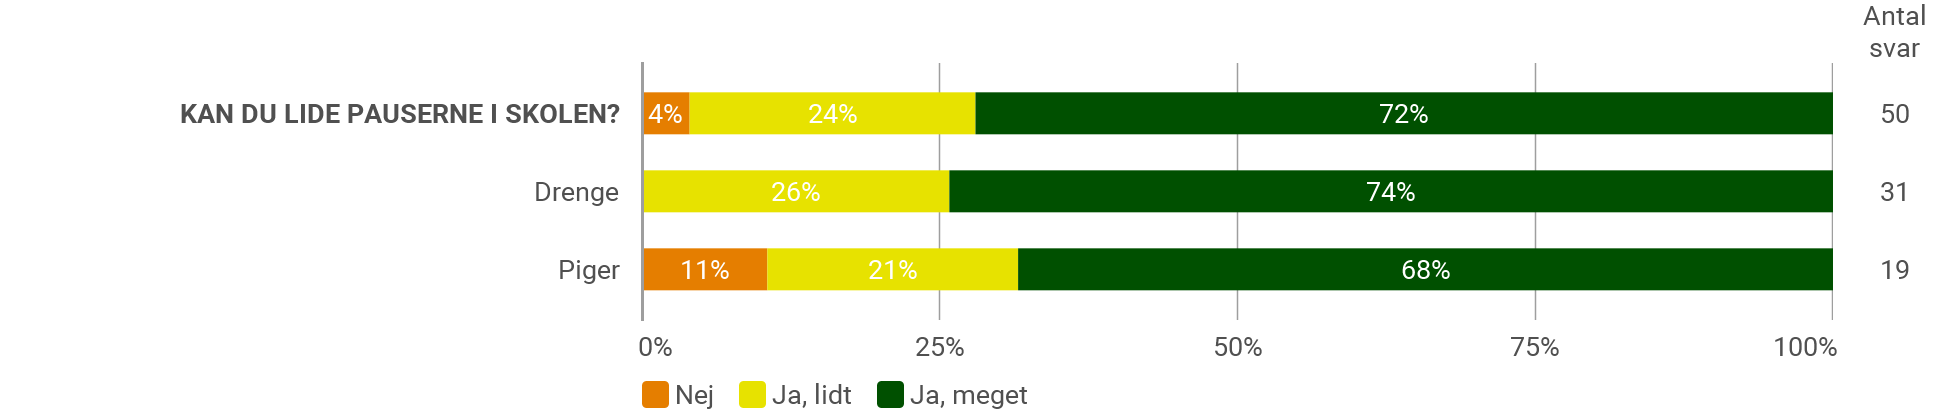 Antal
svar
KAN DU LIDE PAUSERNE I SKOLEN? 4% 24% 72% 50
Drenge 26% 74% 31
Piger 11% 21% 68% 19
0% 25% 50% 75% 100%
Nej Ja, lidt Ja, meget